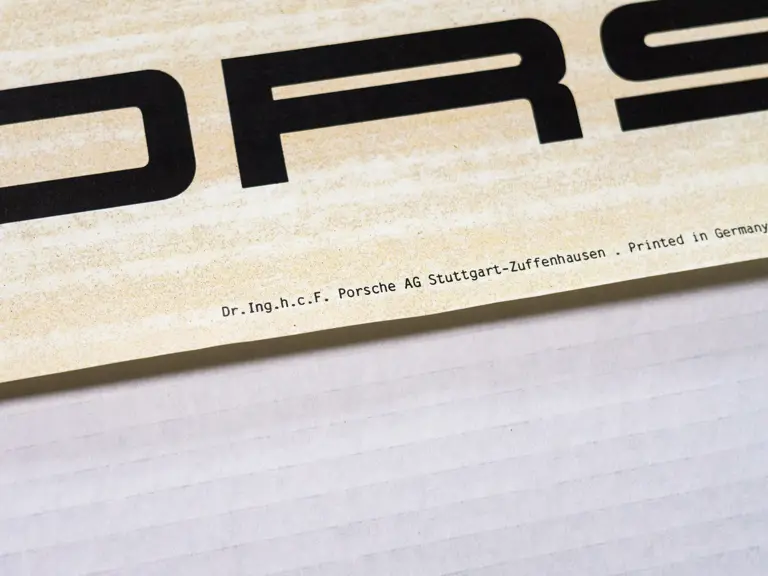 ORS
Dr.Ing.h.c.F. Porsche AG Stuttgart-Zuffenhausen . Printed in Germany